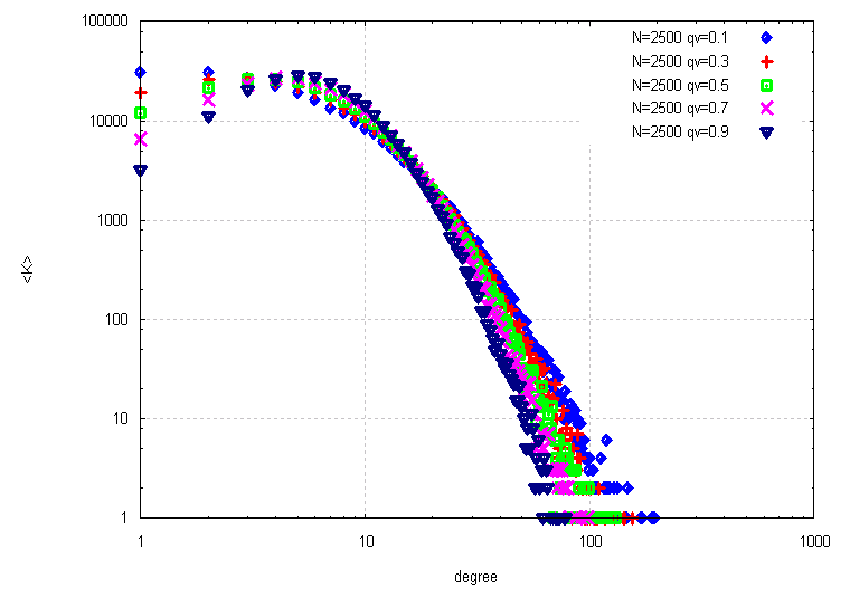 100000
10000
1000
100
10
1
<K>
1
10
100
1000
degree
N=2500 qv=0.1
N=2500 qv=0.3
N=2500 qv=0.5
N=2500 qv=0.7
N=2500 qv=0.9